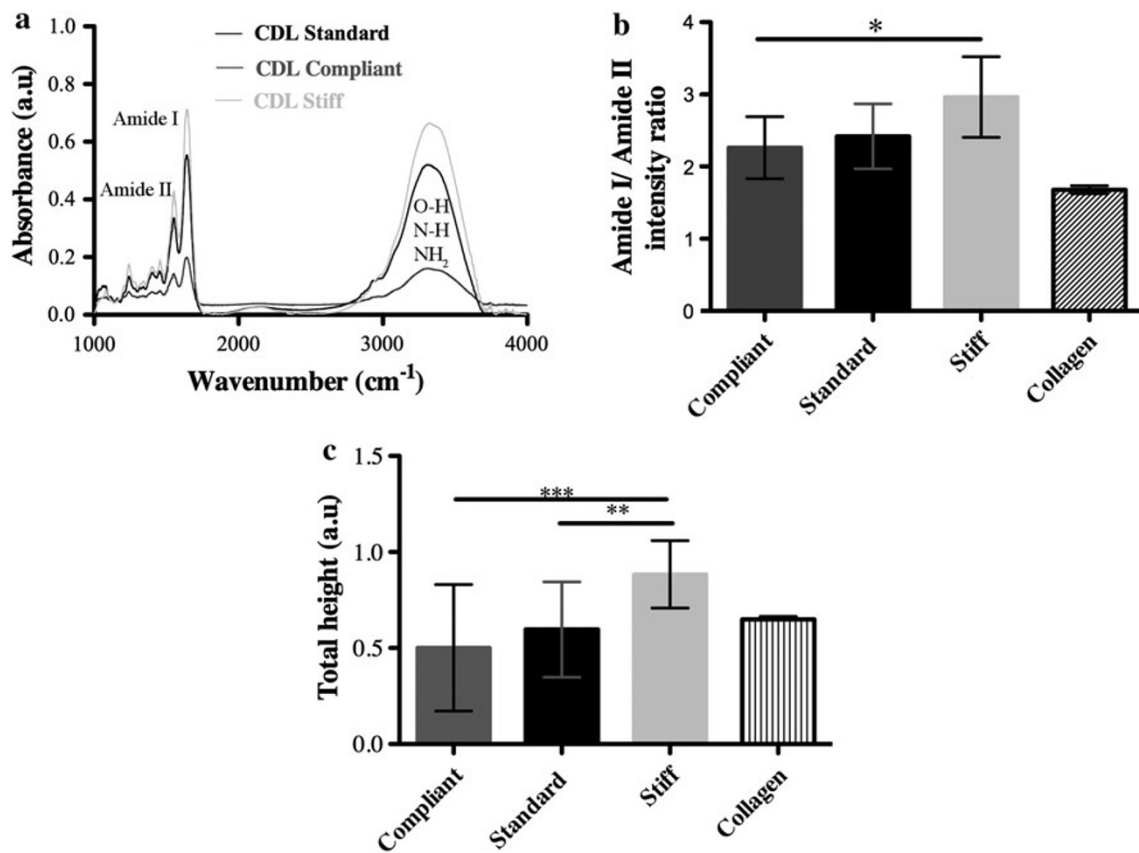 a
1.0
0.8
0.6
0.4
0.2
0.0
Absorbance (a.u)
CDL Standard
CDL Compliant
CDL Stiff
Amide I
Amide II
O-H
N-H
NH₂
1000 2000 3000 4000
Wavenumber (cm⁻¹)
b
4
3
2
1
0
Amide I/ Amide II
intensity ratio
*
Compliant
Standard
Stiff
Collagen
c
1.5
1.0
0.5
0.0
Total height (a.u)
***
**
Compliant
Standard
Stiff
Collagen